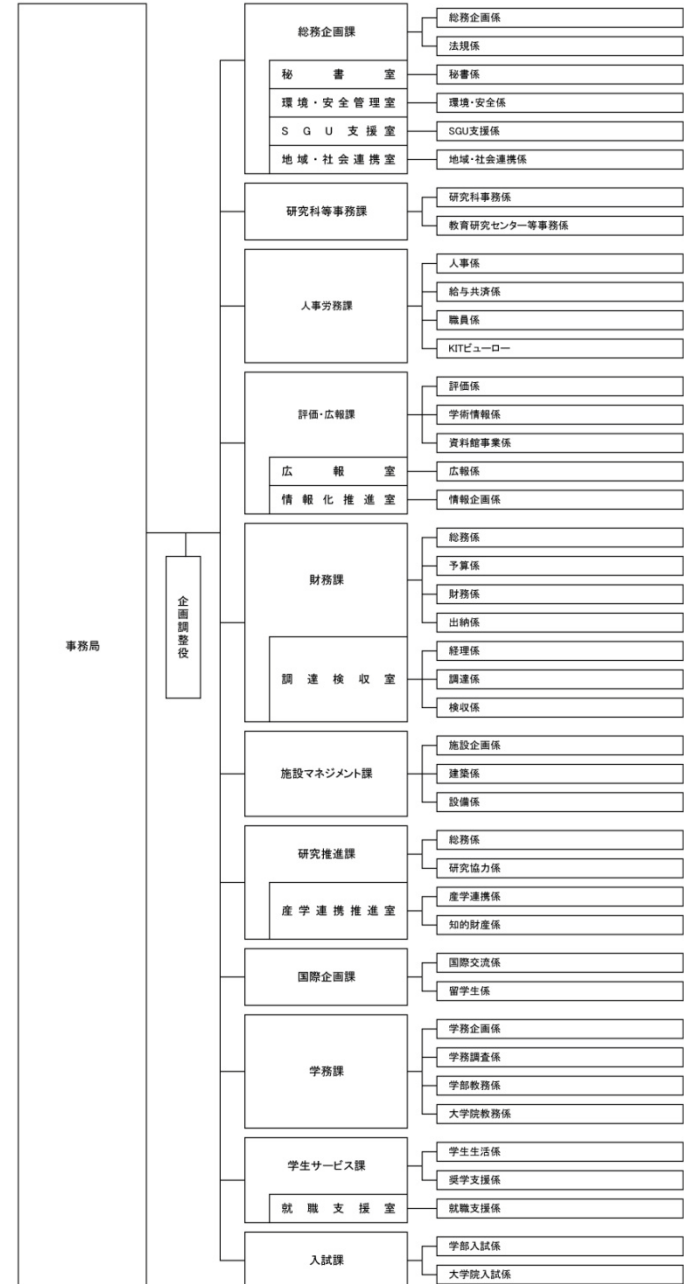 事務局
企画調整役
総務企画課
総務企画係
法規係
秘書室
秘書係
環境・安全管理室
環境・安全係
SGU支援室
SGU支援係
地域・社会連携室
地域・社会連携係
研究科等事務課
研究科事務係
教育研究センター等事務係
人事労務課
人事係
給与共済係
職員係
KITビューロー
評価・広報課
評価係
学術情報係
資料館事業係
広報室
広報係
情報化推進室
情報企画係
財務課
総務係
予算係
財務係
出納係
調達検収室
経理係
調達係
検収係
施設マネジメント課
施設企画係
建築係
設備係
研究推進課
総務係
研究協力係
産学連携推進室
産学連携係
知的財産係
国際企画課
国際交流係
留学生係
学務課
学務企画係
学務調査係
学部教務係
大学院教務係
学生サービス課
学生生活係
奨学支援係
就職支援室
就職支援係
入試課
学部入試係
大学院入試係